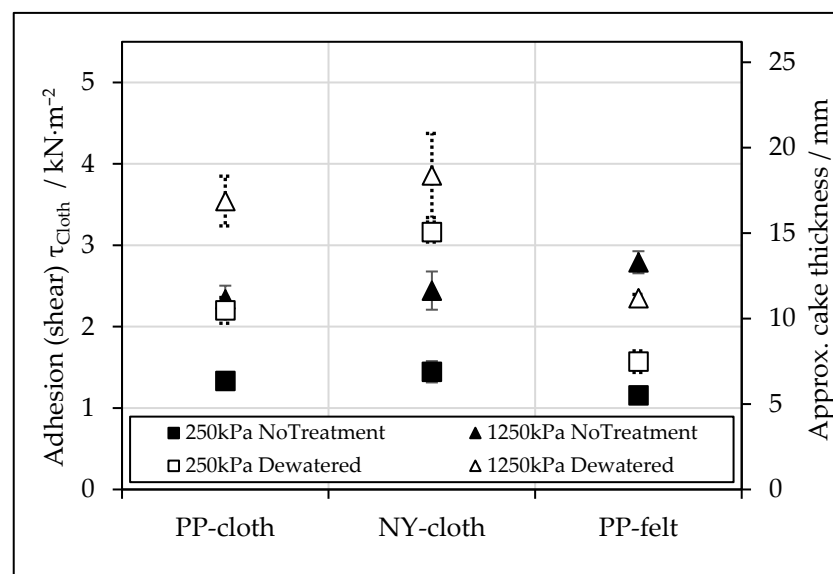 Adhesion (shear) τCloth / kN·m⁻²
5
4
3
2
1
0
25
20
15
10
5
0
Approx. cake thickness / mm
250kPa NoTreatment
1250kPa NoTreatment
250kPa Dewatered
1250kPa Dewatered
PP-cloth
NY-cloth
PP-felt